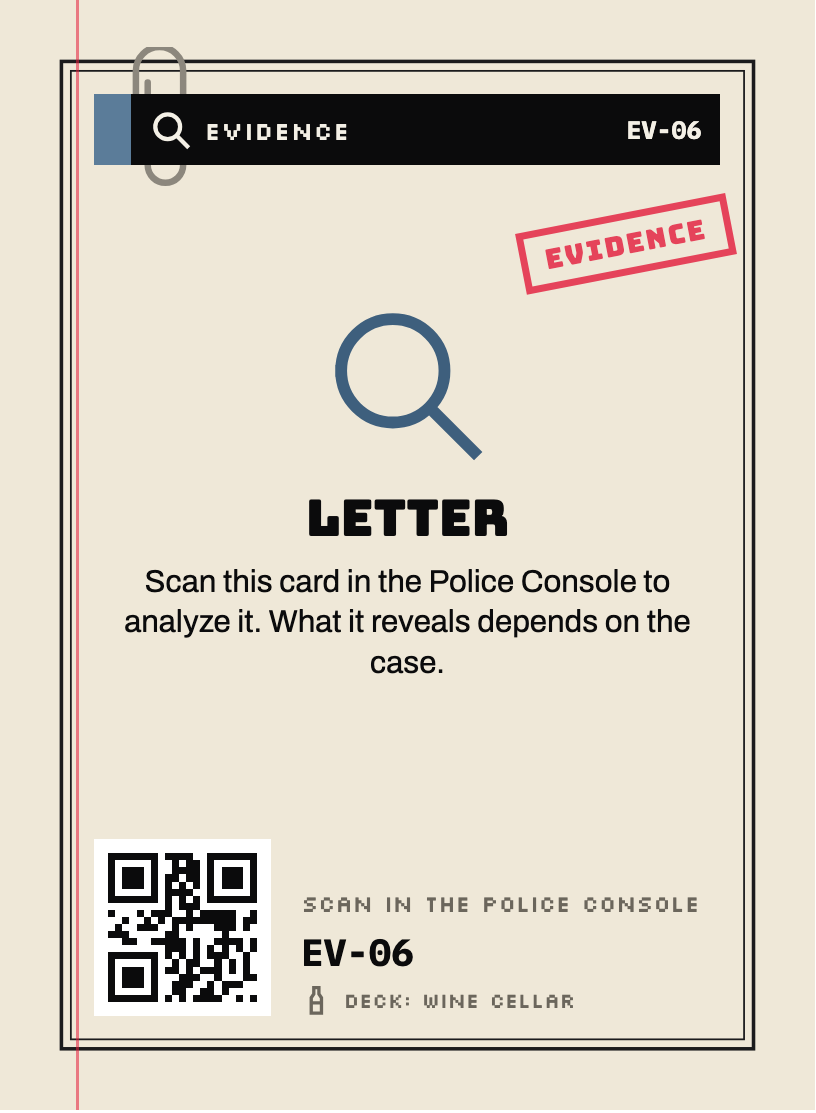 EVIDENCE EV-06
EVIDENCE
LETTER
Scan this card in the Police Console to
analyze it. What it reveals depends on the
case.
SCAN IN THE POLICE CONSOLE
EV-06
DECK: WINE CELLAR